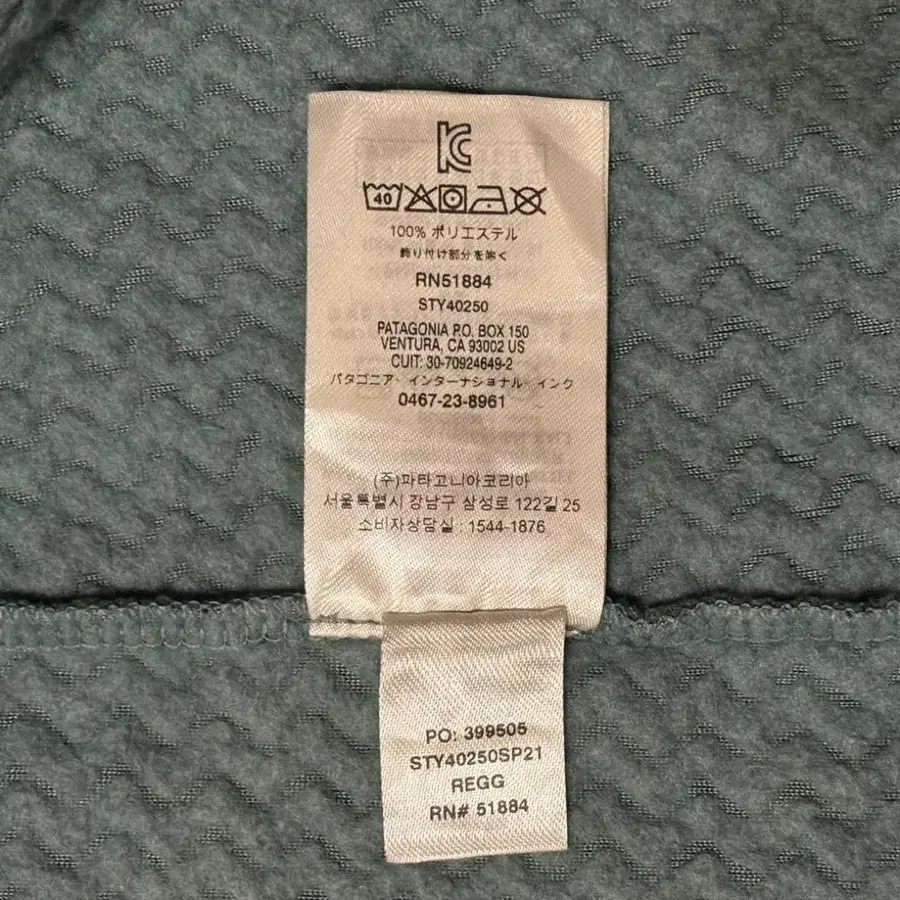 KC
40
100% ポリエステル
飾り付け部分を除く
RN51884
STY40250
PATAGONIA P.O. BOX 150
VENTURA, CA 93002 US
CUIT: 30-70924649-2
パタゴニア・インターナショナル・インク
0467-23-8961
(주)파타고니아코리아
서울특별시 강남구 삼성로 122길 25
소비자상담실 : 1544-1876
PO: 399505
STY40250SP21
REGG
RN# 51884